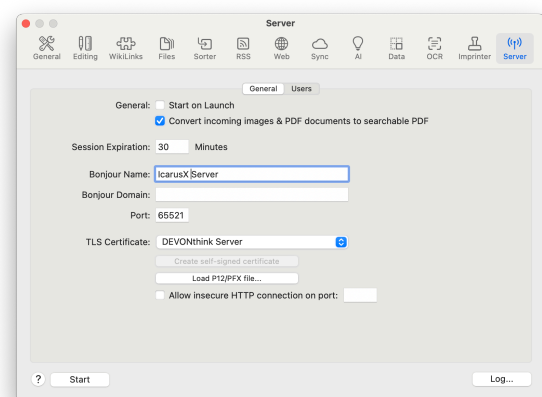 Server
General Editing WikiLinks Files Sorter RSS Web Sync AI Data OCR Imprinter Server
General Users
General: Start on Launch
Convert incoming images & PDF documents to searchable PDF
Session Expiration: 30 Minutes
Bonjour Name: IcarusX Server
Bonjour Domain:
Port: 65521
TLS Certificate: DEVONthink Server
Create self-signed certificate
Load P12/PFX file...
Allow insecure HTTP connection on port:
? Start Log...